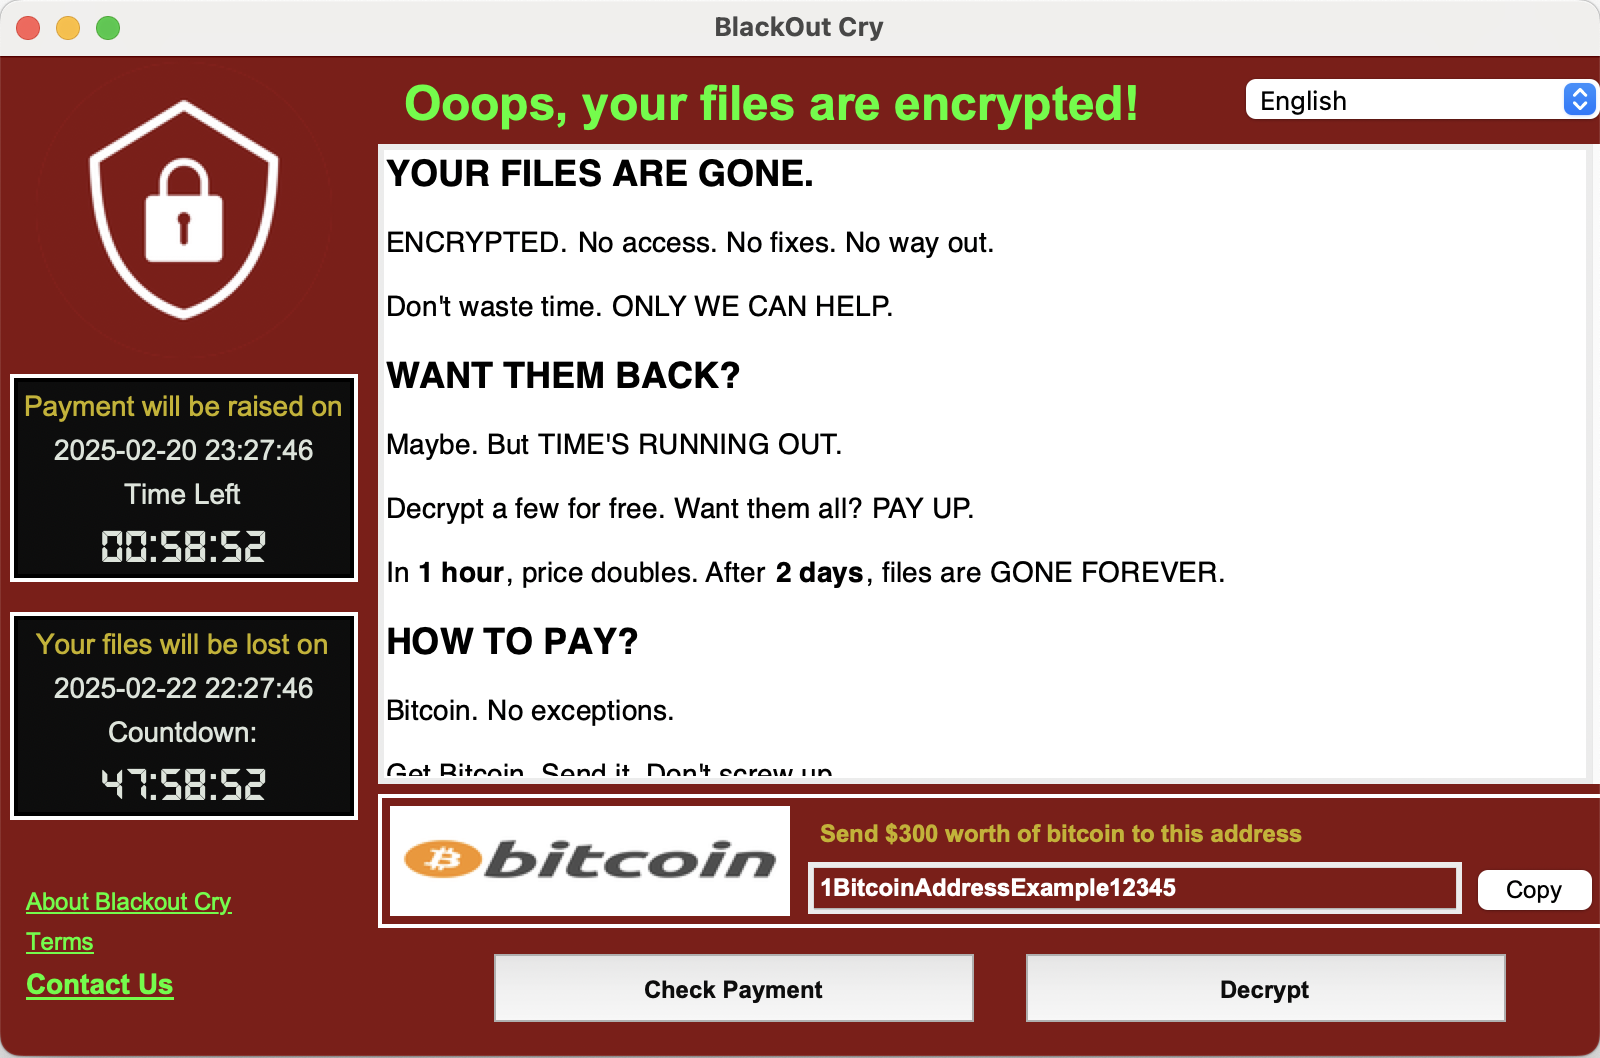 BlackOut Cry
Ooops, your files are encrypted!
English
YOUR FILES ARE GONE.
ENCRYPTED. No access. No fixes. No way out.
Don't waste time. ONLY WE CAN HELP.
WANT THEM BACK?
Maybe. But TIME'S RUNNING OUT.
Decrypt a few for free. Want them all? PAY UP.
In 1 hour, price doubles. After 2 days, files are GONE FOREVER.
HOW TO PAY?
Bitcoin. No exceptions.
Get Bitcoin. Send it. Don't screw up
Payment will be raised on
2025-02-20 23:27:46
Time Left
00:58:52
Your files will be lost on
2025-02-22 22:27:46
Countdown:
47:58:52
About Blackout Cry
Terms
Contact Us
bitcoin
Send $300 worth of bitcoin to this address
1BitcoinAddressExample12345
Copy
Check Payment
Decrypt